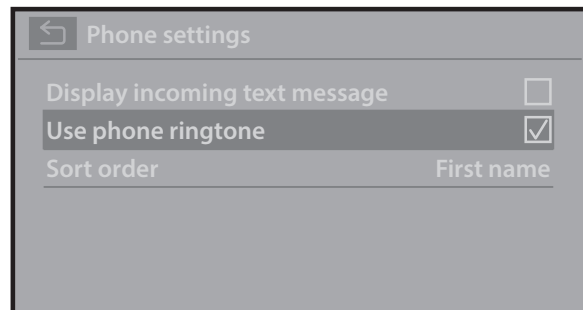 Phone settings
Display incoming text message
Use phone ringtone
Sort order First name